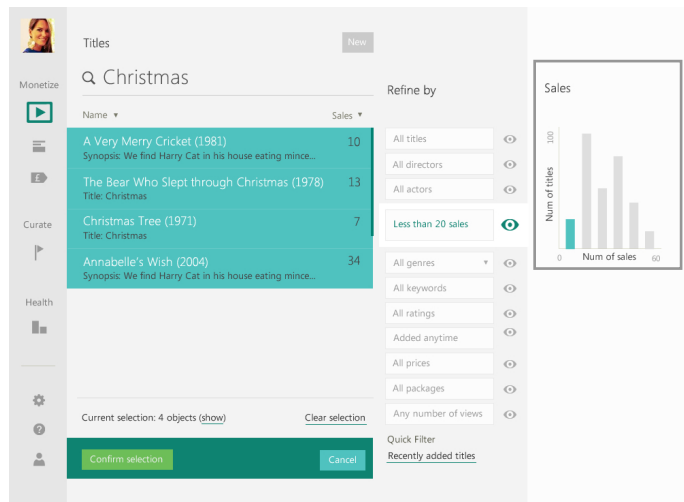 Titles
New
Christmas
Name ▼ Sales ▼
A Very Merry Cricket (1981) 10
Synopsis: We find Harry Cat in his house eating mince...
The Bear Who Slept through Christmas (1978) 13
Title: Christmas
Christmas Tree (1971) 7
Title: Christmas
Annabelle's Wish (2004) 34
Synopsis: We find Harry Cat in his house eating mince...
Current selection: 4 objects (show) Clear selection
Confirm selection Cancel
Monetize
£
Curate
Health
?
Refine by
All titles
All directors
All actors
Less than 20 sales
All genres ▼
All keywords
All ratings
Added anytime
All prices
All packages
Any number of views
Quick Filter
Recently added titles
Sales
100
Num of titles
0 Num of sales 60